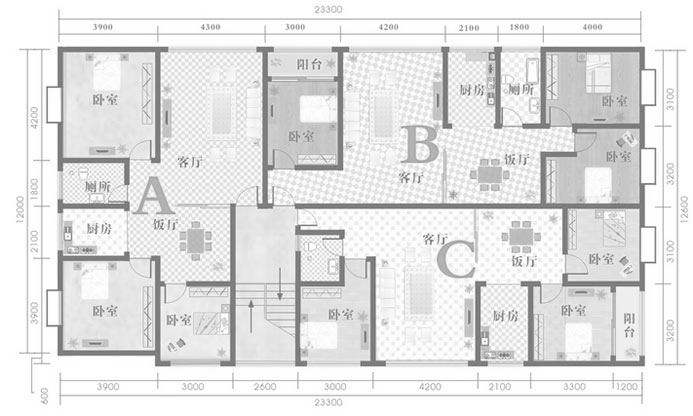 23300
3900 4300 3000 4200 2100 1800 4000
阳台
卧室 厨房 厕所 卧室
卧室
4200 3100
客厅 B 饭厅 卧室
客厅
3200
厕所 A
1800
12000 12600
厨房 饭厅 客厅 C 饭厅 卧室
2100 3100
卧室 卧室 卧室 厨房 卧室 阳台
3900 3200
600
3900 3000 2600 3000 4200 2100 3300 1200
23300